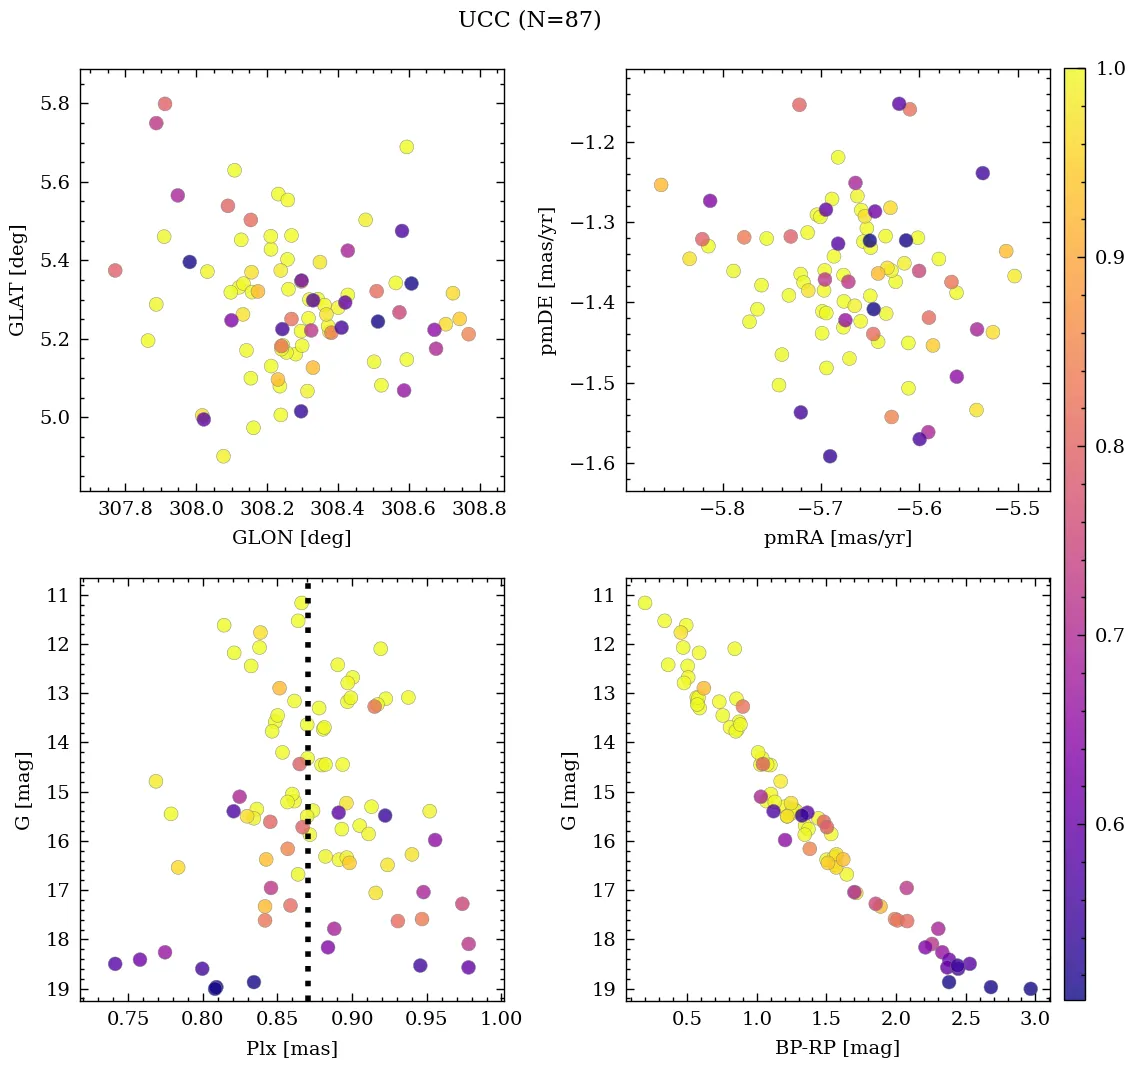 UCC (N=87)
5.8
5.6
5.4
5.2
5.0
GLAT [deg]
307.8 308.0 308.2 308.4 308.6 308.8
GLON [deg]
−1.2
−1.3
−1.4
−1.5
−1.6
pmDE [mas/yr]
−5.8 −5.7 −5.6 −5.5
pmRA [mas/yr]
1.0
0.9
0.8
0.7
0.6
11
12
13
14
15
16
17
18
19
G [mag]
0.75 0.80 0.85 0.90 0.95 1.00
Plx [mas]
11
12
13
14
15
16
17
18
19
G [mag]
0.5 1.0 1.5 2.0 2.5 3.0
BP-RP [mag]